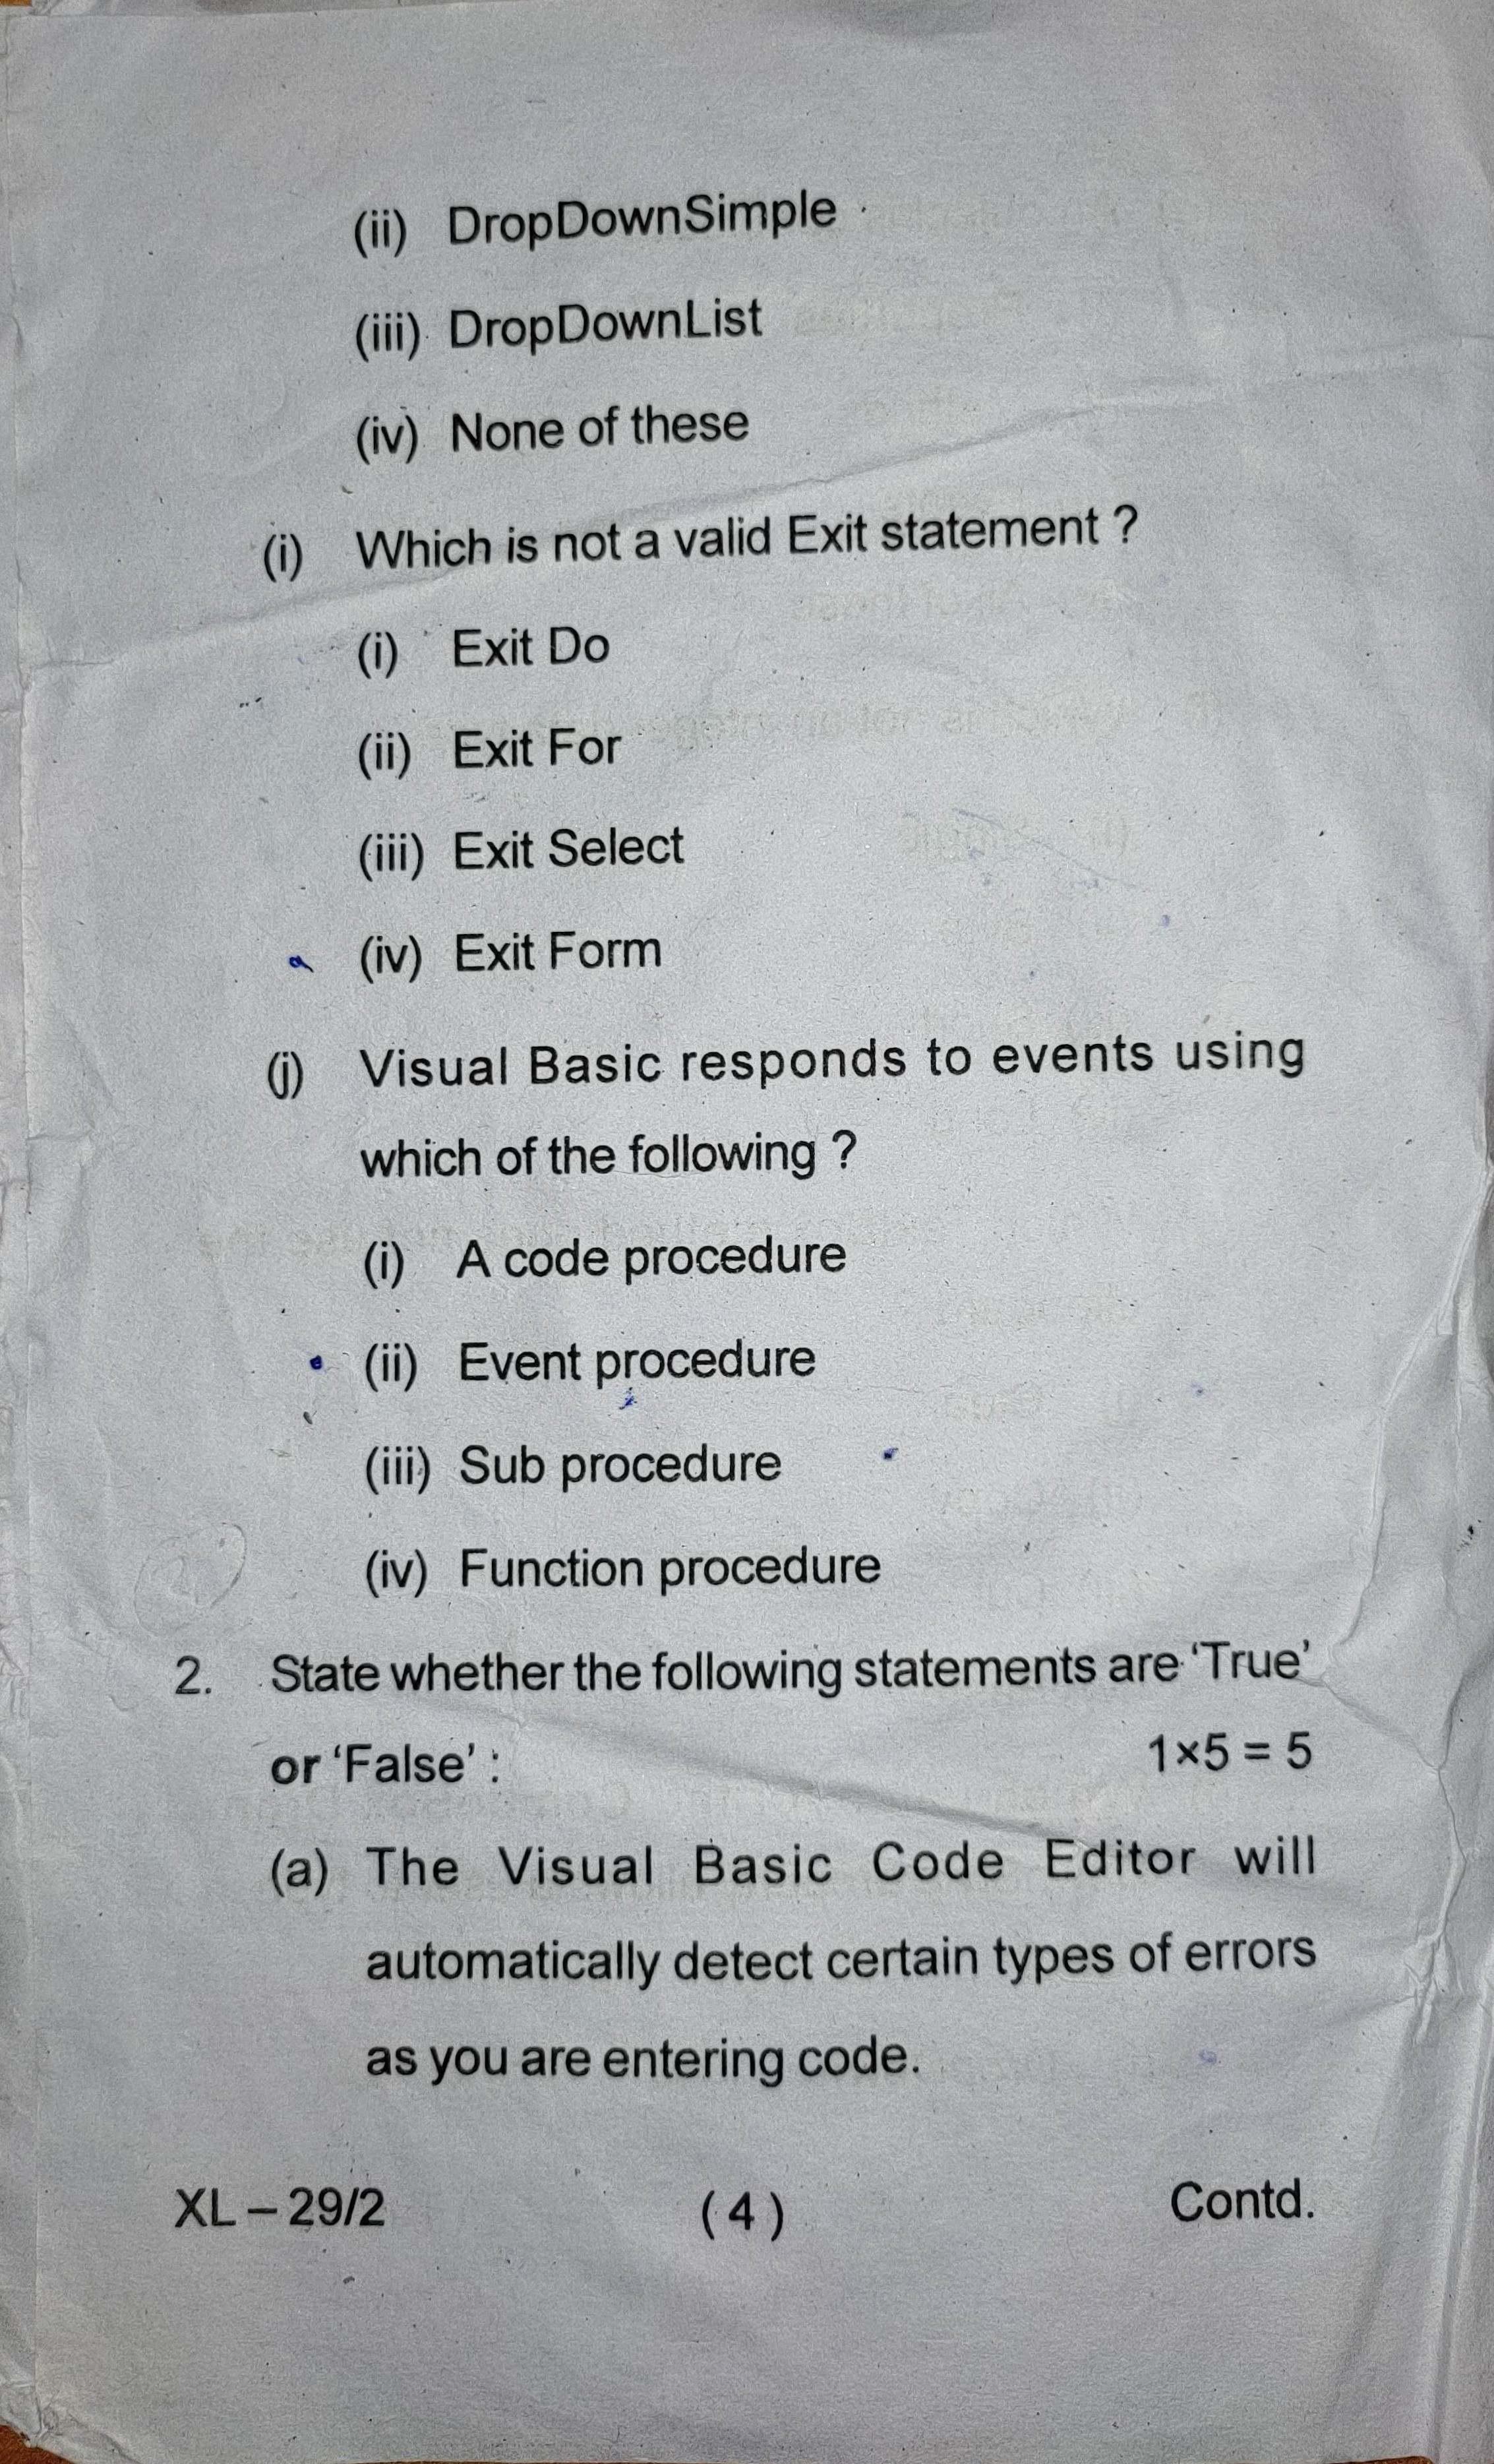 (ii) DropDownSimple
(iii) DropDownList
(iv) None of these
(i) Which is not a valid Exit statement ?
(i) Exit Do
(ii) Exit For
(iii) Exit Select
(iv) Exit Form
(j) Visual Basic responds to events using
which of the following ?
(i) A code procedure
(ii) Event procedure
(iii) Sub procedure
(iv) Function procedure
2. State whether the following statements are ‘True’
or ‘False’ : 1×5 = 5
(a) The Visual Basic Code Editor will
automatically detect certain types of errors
as you are entering code.
XL – 29/2 ( 4 ) Contd.